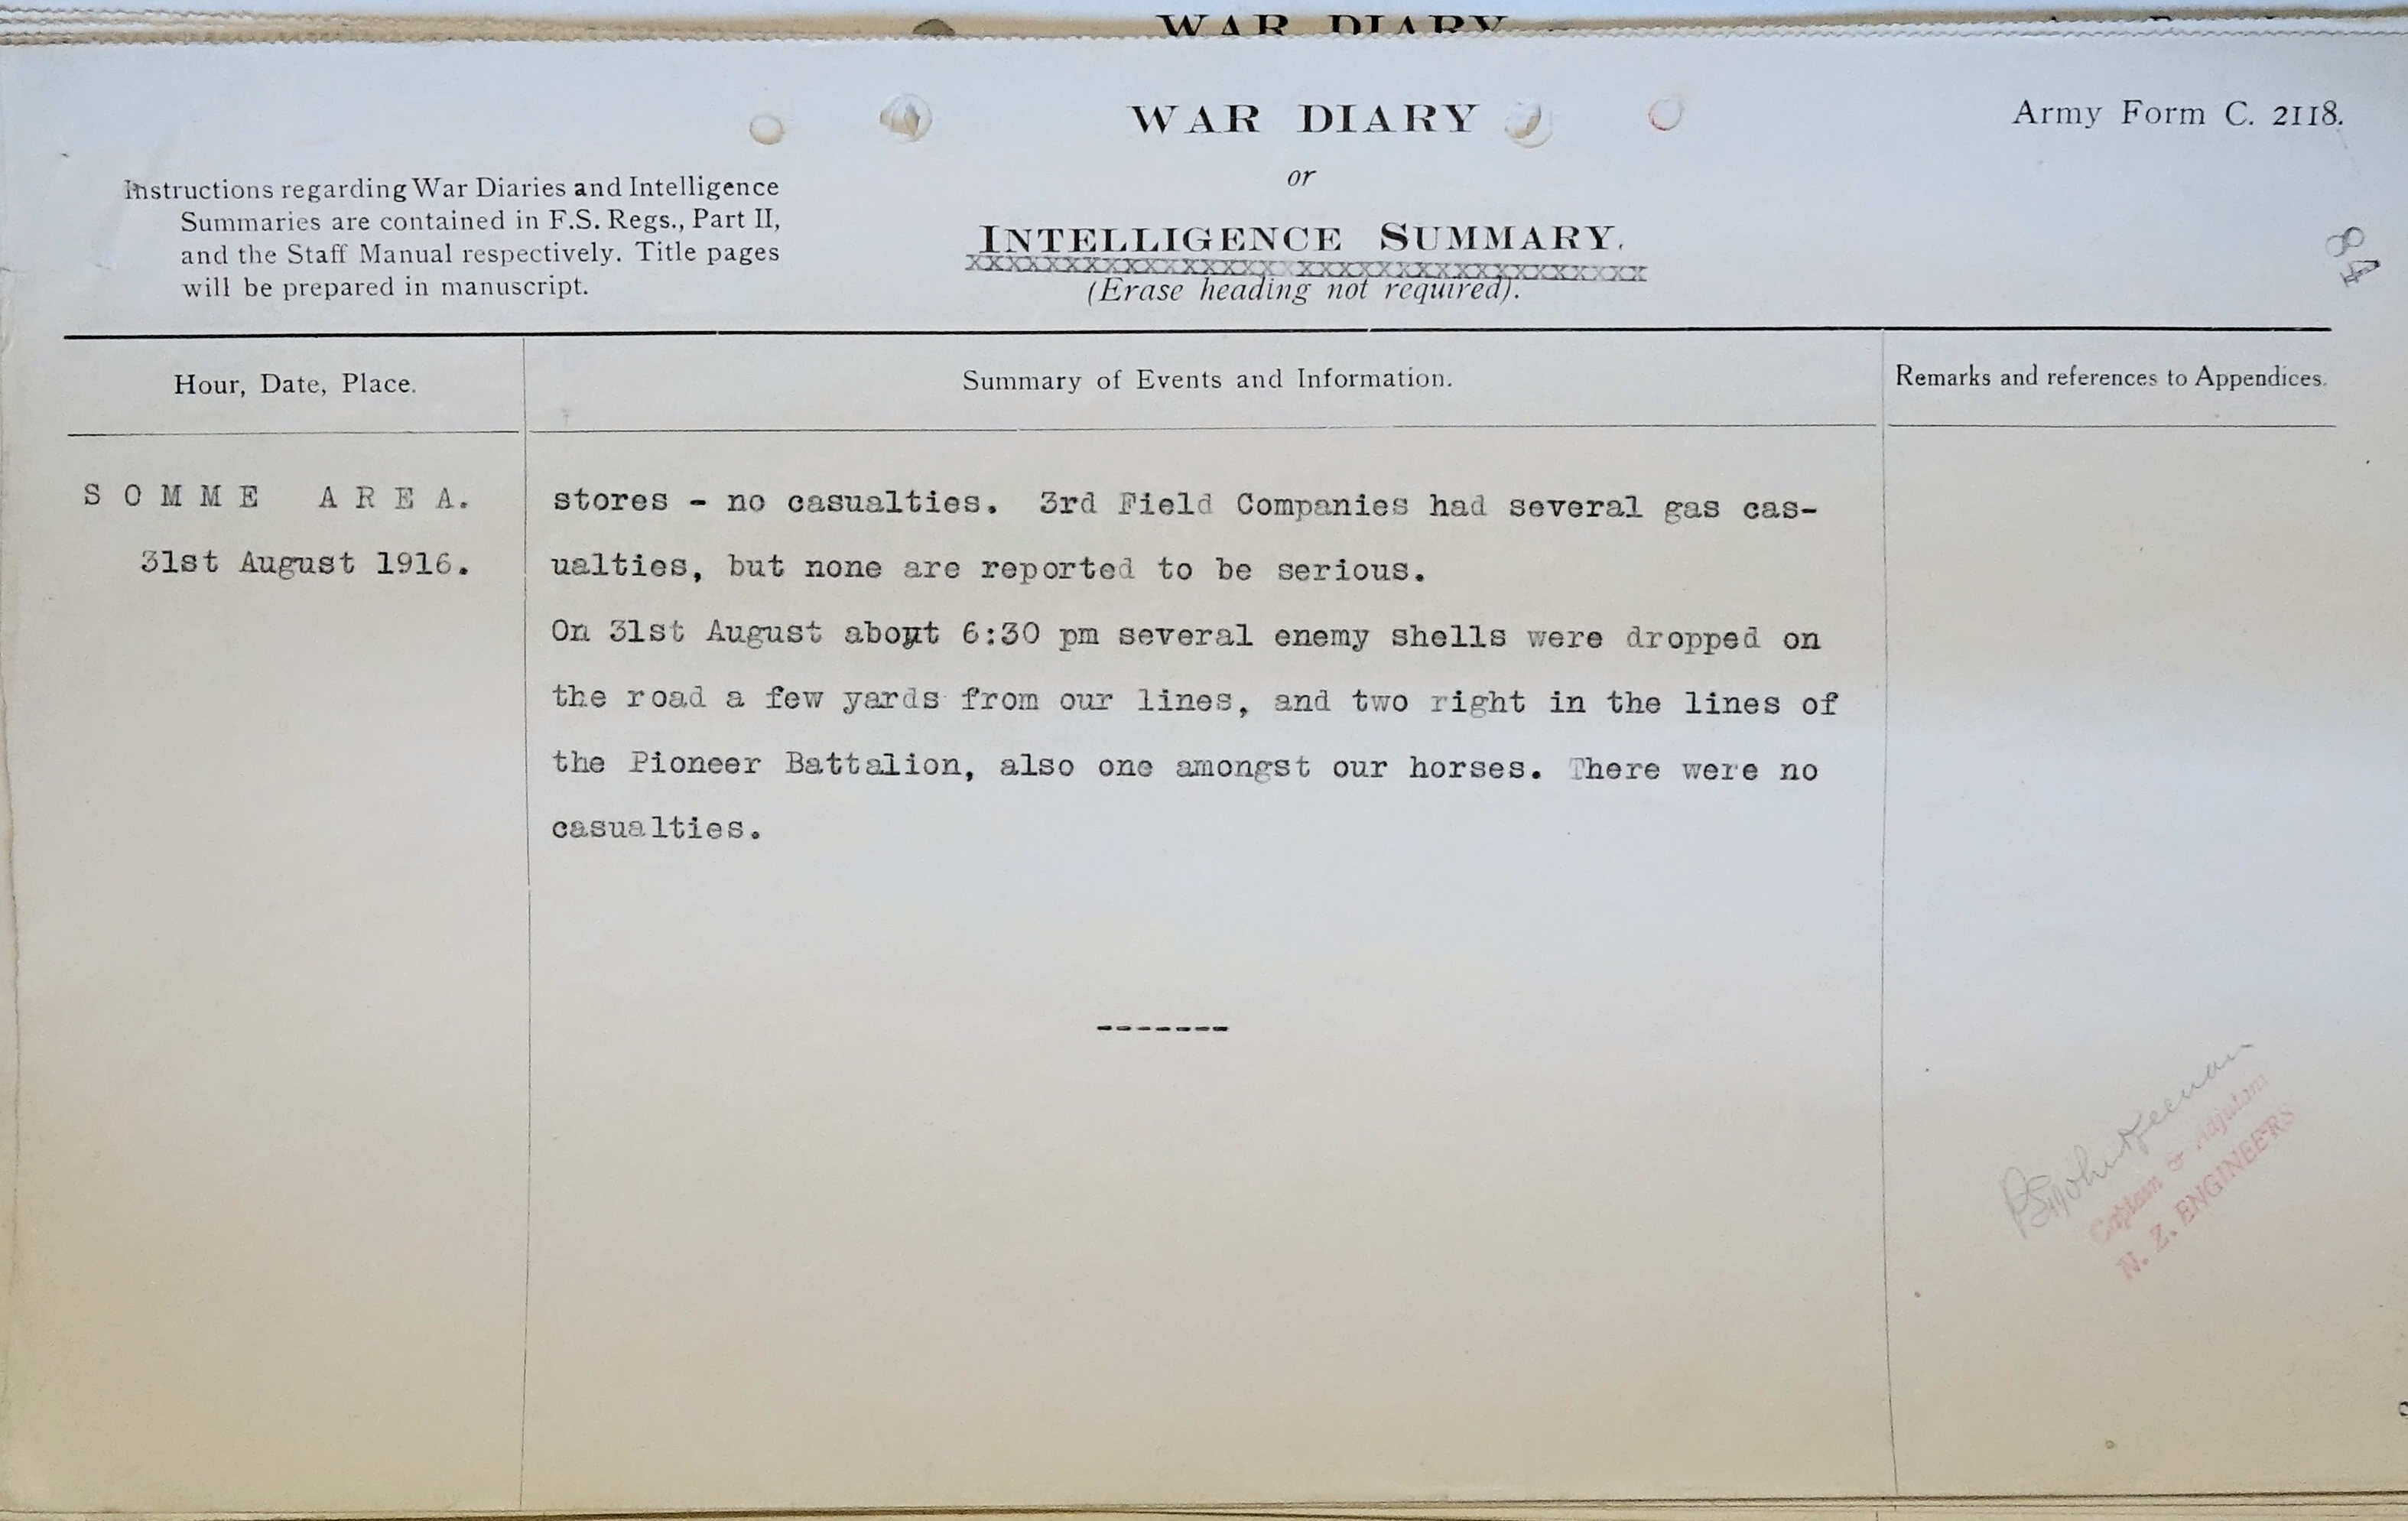 WAR DIARY
WAR DIARY
Army Form C. 2118.
or
Instructions regarding War Diaries and Intelligence
Summaries are contained in F.S. Regs., Part II,
and the Staff Manual respectively. Title pages
will be prepared in manuscript.
INTELLIGENCE SUMMARY.
XXXXXXXXXXXXXXXXXXX XXXXXXXXXXXXXXXXXXXXX
(Erase heading not required).
84
Hour, Date, Place.
Summary of Events and Information.
Remarks and references to Appendices.
SOMME AREA.
31st August 1916.
stores - no casualties. 3rd Field Companies had several gas cas-
ualties, but none are reported to be serious.
On 31st August about 6:30 pm several enemy shells were dropped on
the road a few yards from our lines, and two right in the lines of
the Pioneer Battalion, also one amongst our horses. There were no
casualties.
-------
Captain & Adjutant
N. Z. ENGINEERS